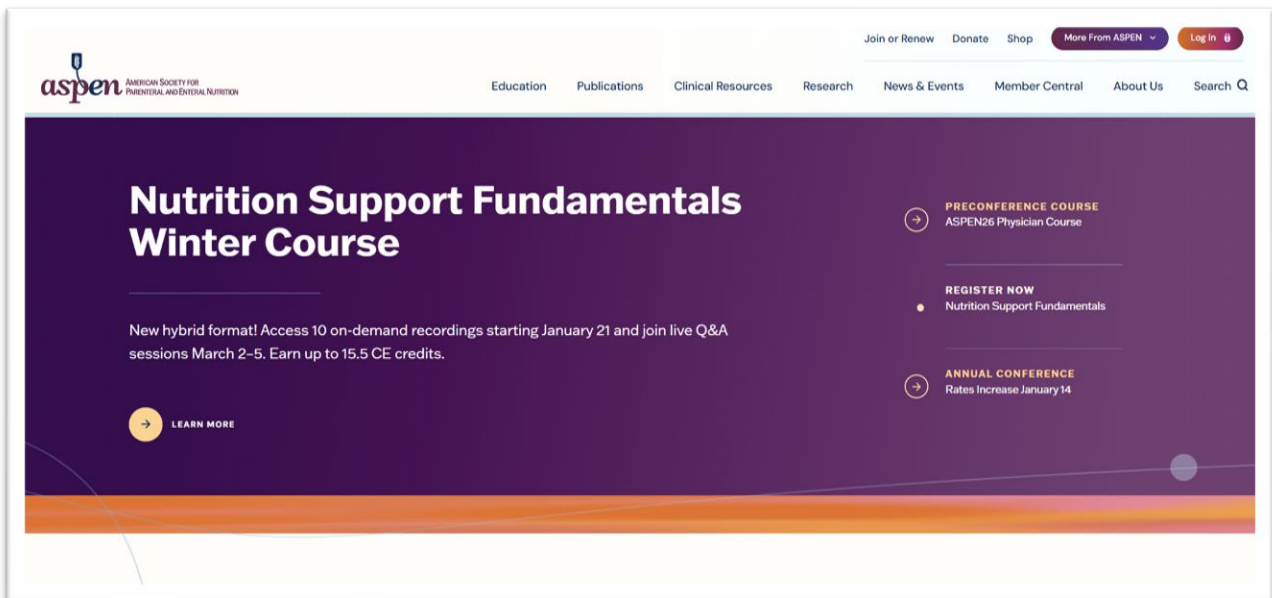 Join or Renew Donate Shop More From ASPEN Log In
aspen AMERICAN SOCIETY FOR
PARENTERAL AND ENTERAL NUTRITION
Education Publications Clinical Resources Research News & Events Member Central About Us Search
Nutrition Support Fundamentals
Winter Course
New hybrid format! Access 10 on-demand recordings starting January 21 and join live Q&A
sessions March 2–5. Earn up to 15.5 CE credits.
LEARN MORE
PRECONFERENCE COURSE
ASPEN26 Physician Course
REGISTER NOW
Nutrition Support Fundamentals
ANNUAL CONFERENCE
Rates Increase January 14